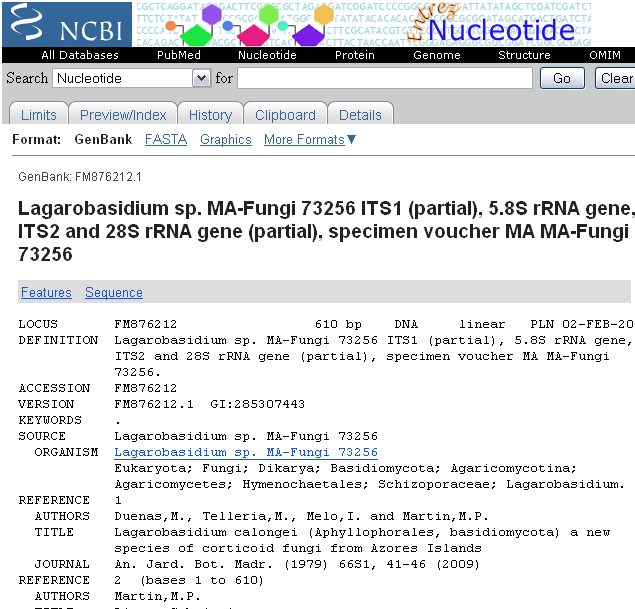 NCBI
Entrez Nucleotide
All Databases PubMed Nucleotide Protein Genome Structure OMIM
Search Nucleotide for Go Clear
Limits Preview/Index History Clipboard Details
Format: GenBank FASTA Graphics More Formats
GenBank: FM876212.1
Lagarobasidium sp. MA-Fungi 73256 ITS1 (partial), 5.8S rRNA gene,
ITS2 and 28S rRNA gene (partial), specimen voucher MA MA-Fungi
73256
Features Sequence
LOCUS FM876212 610 bp DNA linear PLN 02-FEB-20
DEFINITION Lagarobasidium sp. MA-Fungi 73256 ITS1 (partial), 5.8S rRNA gene,
ITS2 and 28S rRNA gene (partial), specimen voucher MA MA-Fungi
73256.
ACCESSION FM876212
VERSION FM876212.1 GI:285307443
KEYWORDS .
SOURCE Lagarobasidium sp. MA-Fungi 73256
ORGANISM Lagarobasidium sp. MA-Fungi 73256
Eukaryota; Fungi; Dikarya; Basidiomycota; Agaricomycotina;
Agaricomycetes; Hymenochaetales; Schizoporaceae; Lagarobasidium.
REFERENCE 1
AUTHORS Duenas,M., Telleria,M., Melo,I. and Martin,M.P.
TITLE Lagarobasidium calongei (Aphyllophorales, basidiomycota) a new
species of corticoid fungi from Azores Islands
JOURNAL An. Jard. Bot. Madr. (1979) 66S1, 41-46 (2009)
REFERENCE 2 (bases 1 to 610)
AUTHORS Martin,M.P.